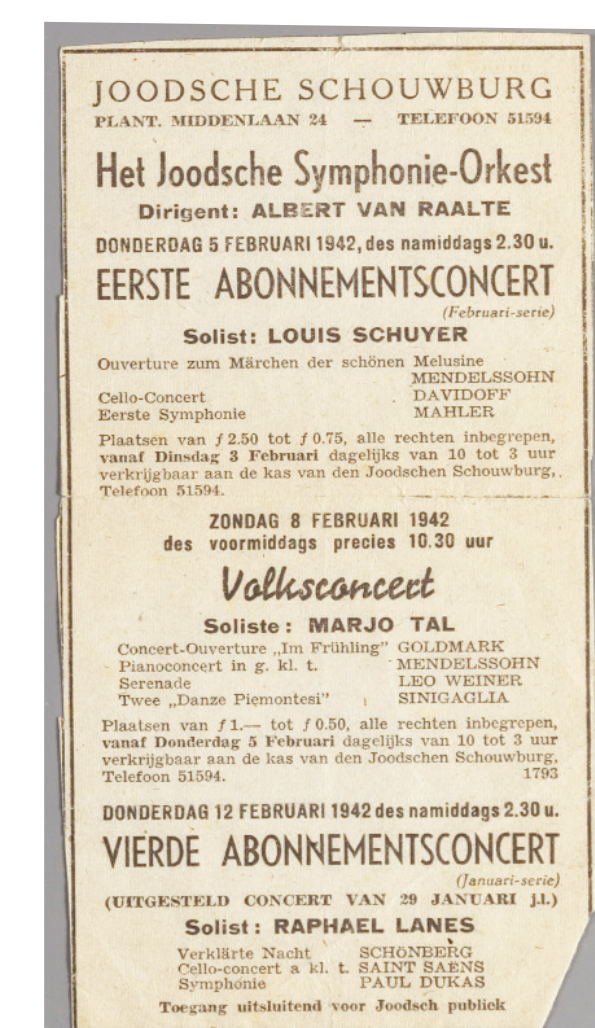 JOODSCHE SCHOUWBURG
PLANT. MIDDENLAAN 24 — TELEFOON 51594
Het Joodsche Symphonie-Orkest
Dirigent: ALBERT VAN RAALTE
DONDERDAG 5 FEBRUARI 1942, des namiddags 2.30 u.
EERSTE ABONNEMENTSCONCERT
(Februari-serie)
Solist: LOUIS SCHUYER
Ouverture zum Märchen der schönen Melusine
MENDELSSOHN
Cello-Concert DAVIDOFF
Eerste Symphonie MAHLER
Plaatsen van ƒ 2.50 tot ƒ 0.75, alle rechten inbegrepen,
vanaf Dinsdag 3 Februari dagelijks van 10 tot 3 uur
verkrijgbaar aan de kas van den Joodschen Schouwburg,
Telefoon 51594.
ZONDAG 8 FEBRUARI 1942
des voormiddags precies 10.30 uur
Volksconcert
Soliste: MARJO TAL
Concert-Ouverture „Im Frühling” GOLDMARK
Pianoconcert in g. kl. t. MENDELSSOHN
Serenade LEO WEINER
Twee „Danze Piemontesi” SINIGAGLIA
Plaatsen van ƒ 1.— tot ƒ 0.50, alle rechten inbegrepen,
vanaf Donderdag 5 Februari dagelijks van 10 tot 3 uur
verkrijgbaar aan de kas van den Joodschen Schouwburg,
Telefoon 51594. 1793
DONDERDAG 12 FEBRUARI 1942 des namiddags 2.30 u.
VIERDE ABONNEMENTSCONCERT
(Januari-serie)
(UITGESTELD CONCERT VAN 29 JANUARI j.l.)
Solist: RAPHAEL LANES
Verklärte Nacht SCHÖNBERG
Cello-concert a kl. t. SAINT SAËNS
Symphonie PAUL DUKAS
Toegang uitsluitend voor Joodsch publiek